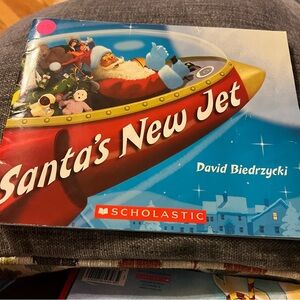 Santa's New Jet
David Biedrzycki
SCHOLASTIC